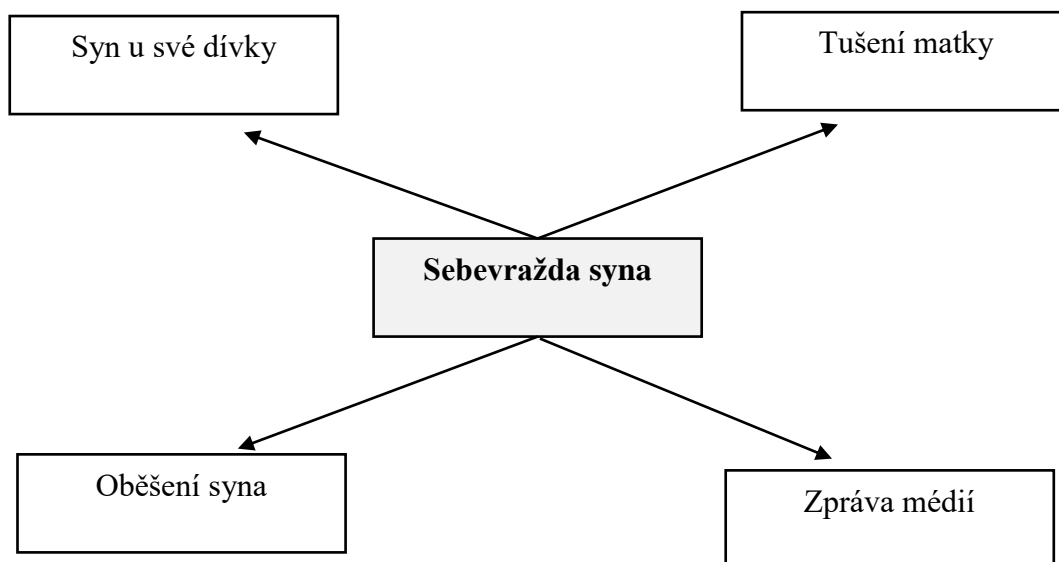 Syn u své dívky
Tušení matky
Sebevražda syna
Oběšení syna
Zpráva médií